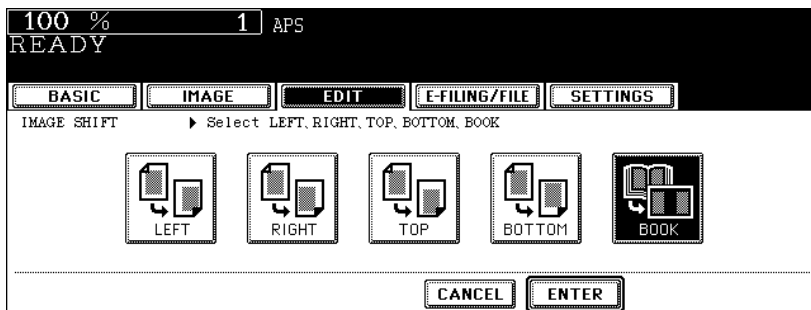 100 % 1 APS
READY
BASIC IMAGE EDIT E-FILING/FILE SETTINGS
IMAGE SHIFT ▶ Select LEFT, RIGHT, TOP, BOTTOM, BOOK
LEFT RIGHT TOP BOTTOM BOOK
CANCEL ENTER